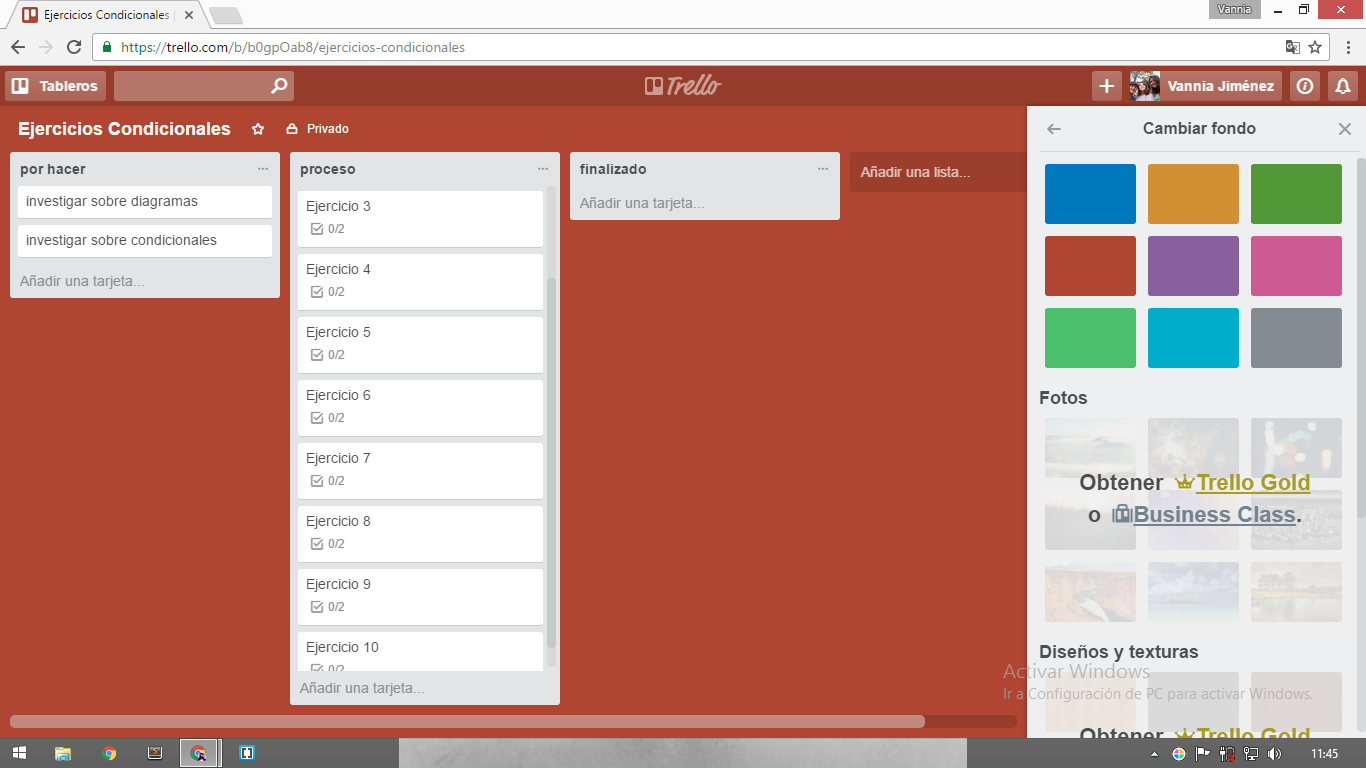 Ejercicios Condicionales |
Vannia
https://trello.com/b/b0gpOab8/ejercicios-condicionales
Tableros
Trello
Vannia Jiménez
Ejercicios Condicionales
Privado
por hacer
investigar sobre diagramas
investigar sobre condicionales
Añadir una tarjeta...
proceso
Ejercicio 3
0/2
Ejercicio 4
0/2
Ejercicio 5
0/2
Ejercicio 6
0/2
Ejercicio 7
0/2
Ejercicio 8
0/2
Ejercicio 9
0/2
Ejercicio 10
0/2
Añadir una tarjeta...
finalizado
Añadir una tarjeta...
Añadir una lista...
Cambiar fondo
Fotos
Obtener Trello Gold
o Business Class.
Diseños y texturas
Activar Windows
Ir a Configuración de PC para activar Windows.
Obtener Trello Gold
11:45